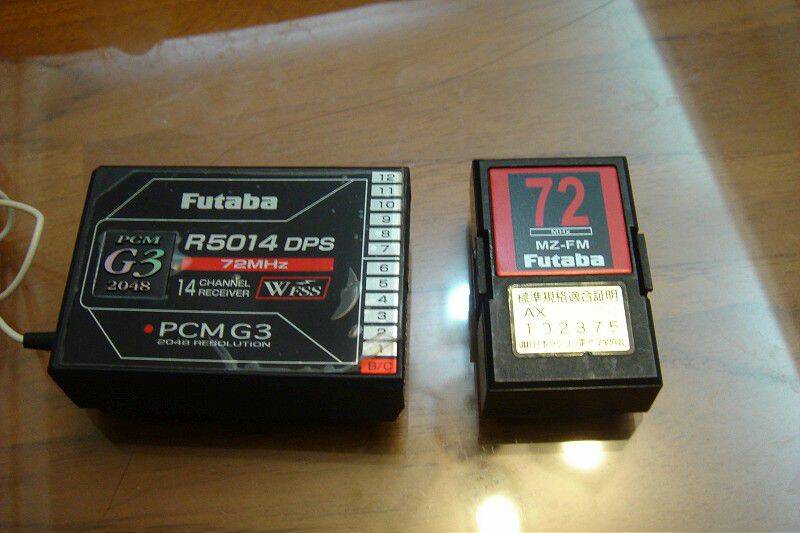 Futaba
PCM
G3
2048
R5014 DPS
72MHz
14 CHANNEL
RECEIVER
WFSS
PCM G3
2048 RESOLUTION
12
11
10
9
8
7
6
5
4
3
2
1
B/C
72
MHz
MZ-FM
Futaba
標準規格適合証明
AX
192375